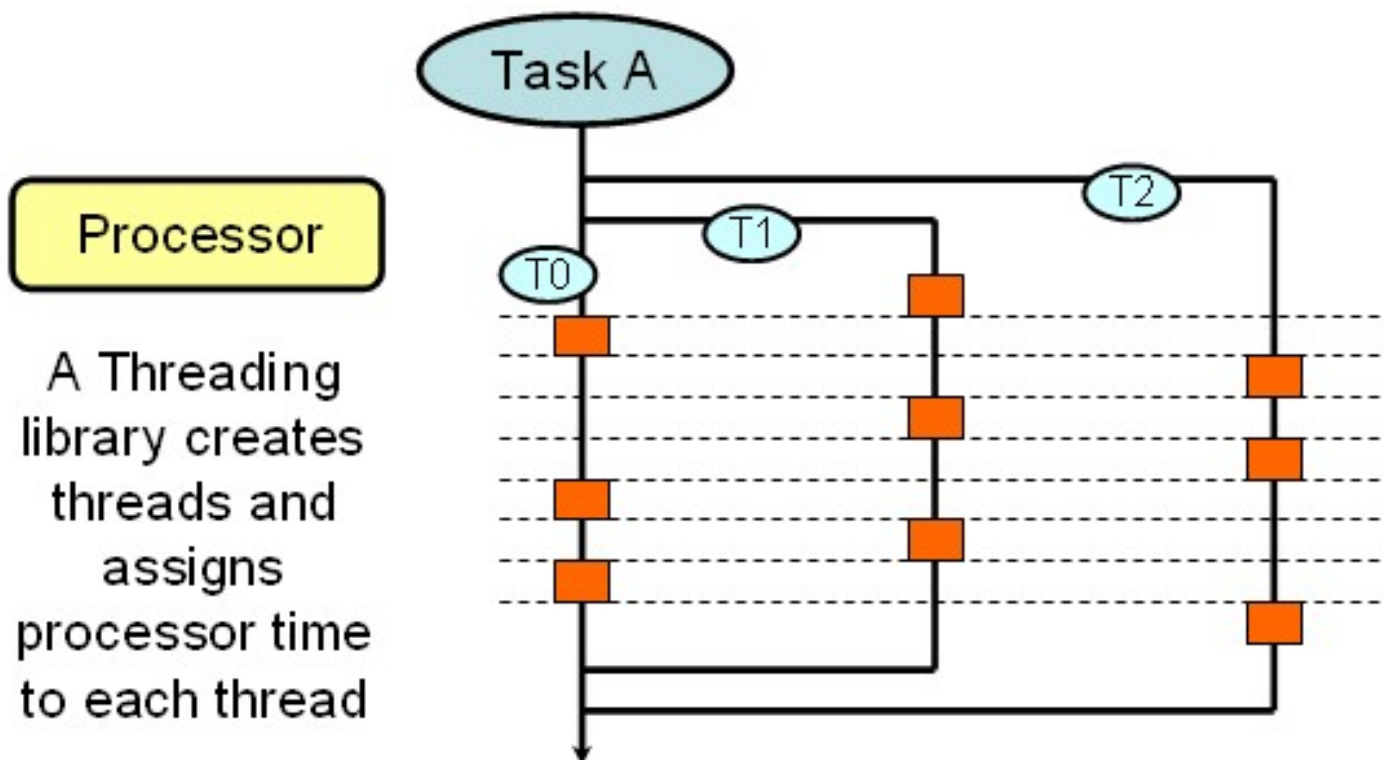 Task A
T2
T1
T0
Processor
A Threading
library creates
threads and
assigns
processor time
to each thread